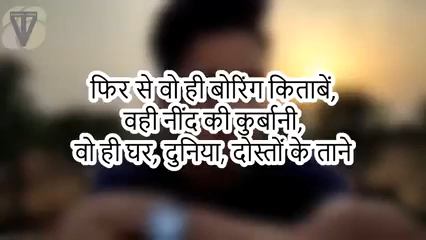 फिर से वो ही बोरिंग किताबें,
वही नींद की कुर्बानी,
वो ही घर, दुनिया, दोस्तों के ताने